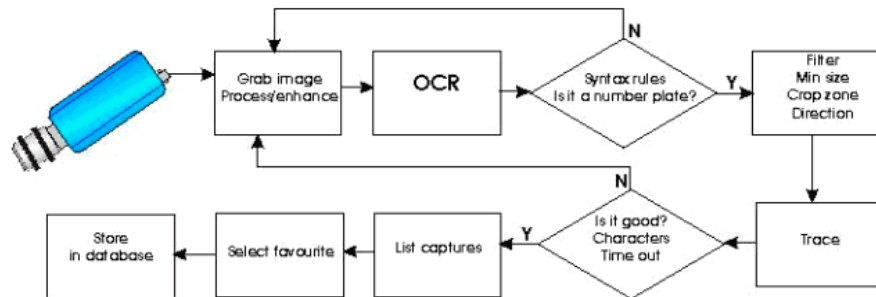 Grab image
Process/enhance
OCR
N
Syntax rules
Is it a number plate?
Y
Filter
Min size
Crop zone
Direction
Trace
N
Is it good?
Characters
Time out
Y
List captures
Select favourite
Store
in database